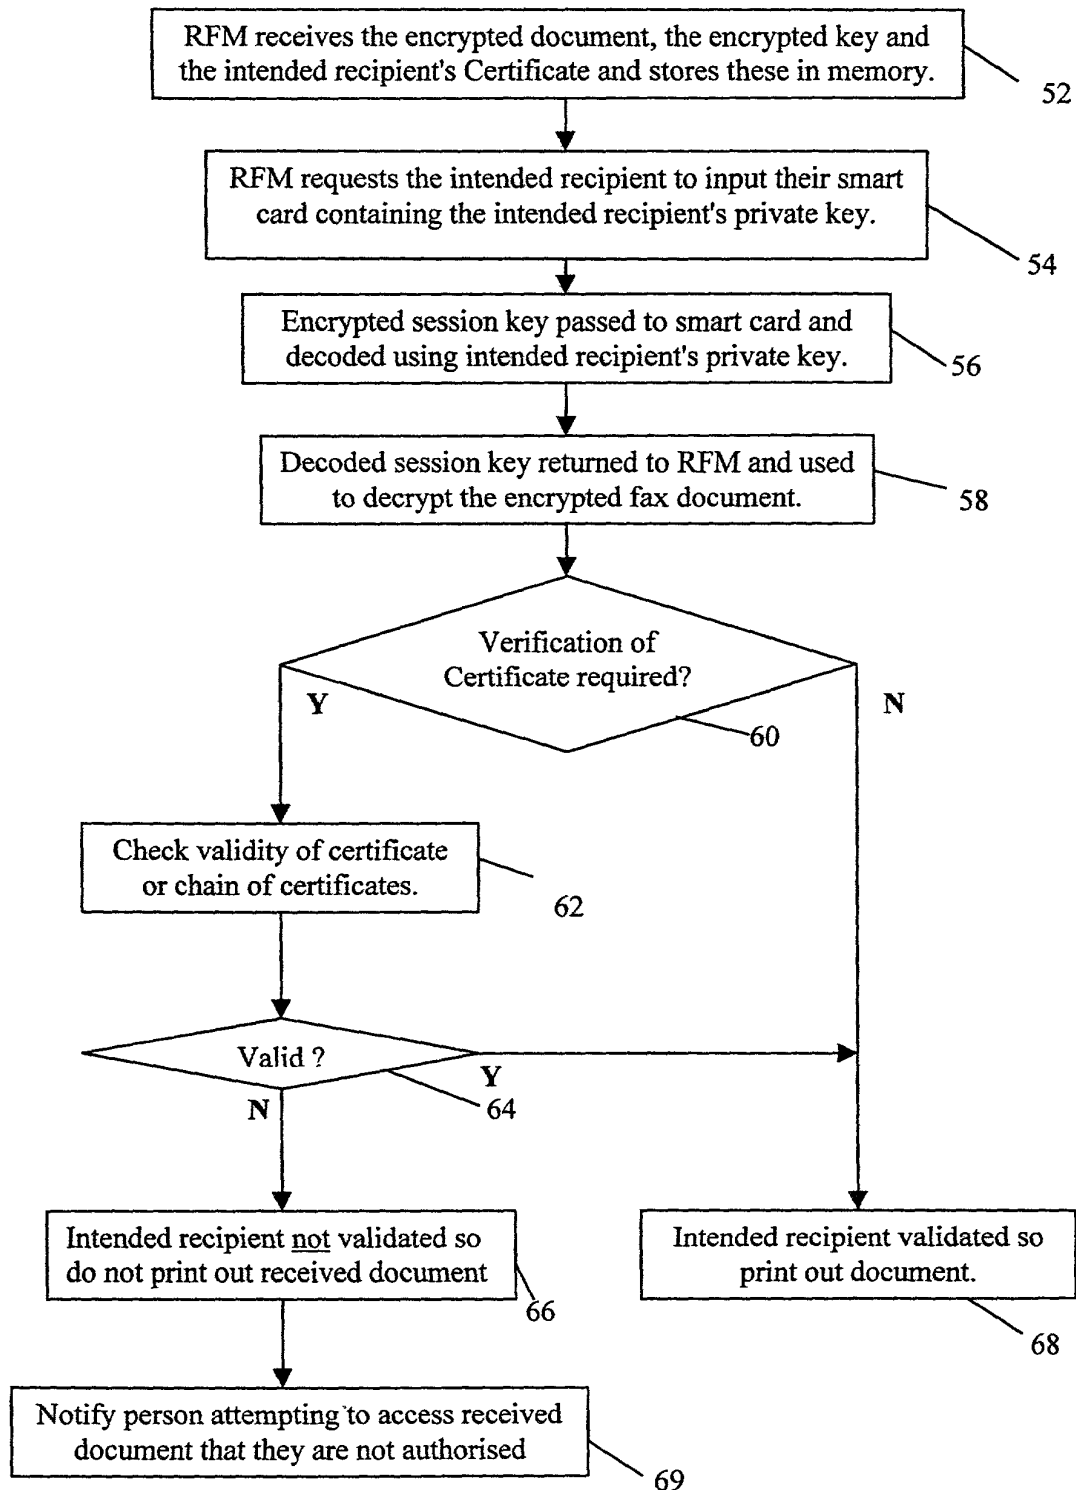 RFM receives the encrypted document, the encrypted key and
the intended recipient's Certificate and stores these in memory.
52
RFM requests the intended recipient to input their smart
card containing the intended recipient's private key.
54
Encrypted session key passed to smart card and
decoded using intended recipient's private key.
56
Decoded session key returned to RFM and used
to decrypt the encrypted fax document.
58
Verification of
Certificate required?
Y
N
60
Check validity of certificate
or chain of certificates.
62
Valid ?
Y
N
64
Intended recipient not validated so
do not print out received document
66
Intended recipient validated so
print out document.
68
Notify person attempting to access received
document that they are not authorised
69